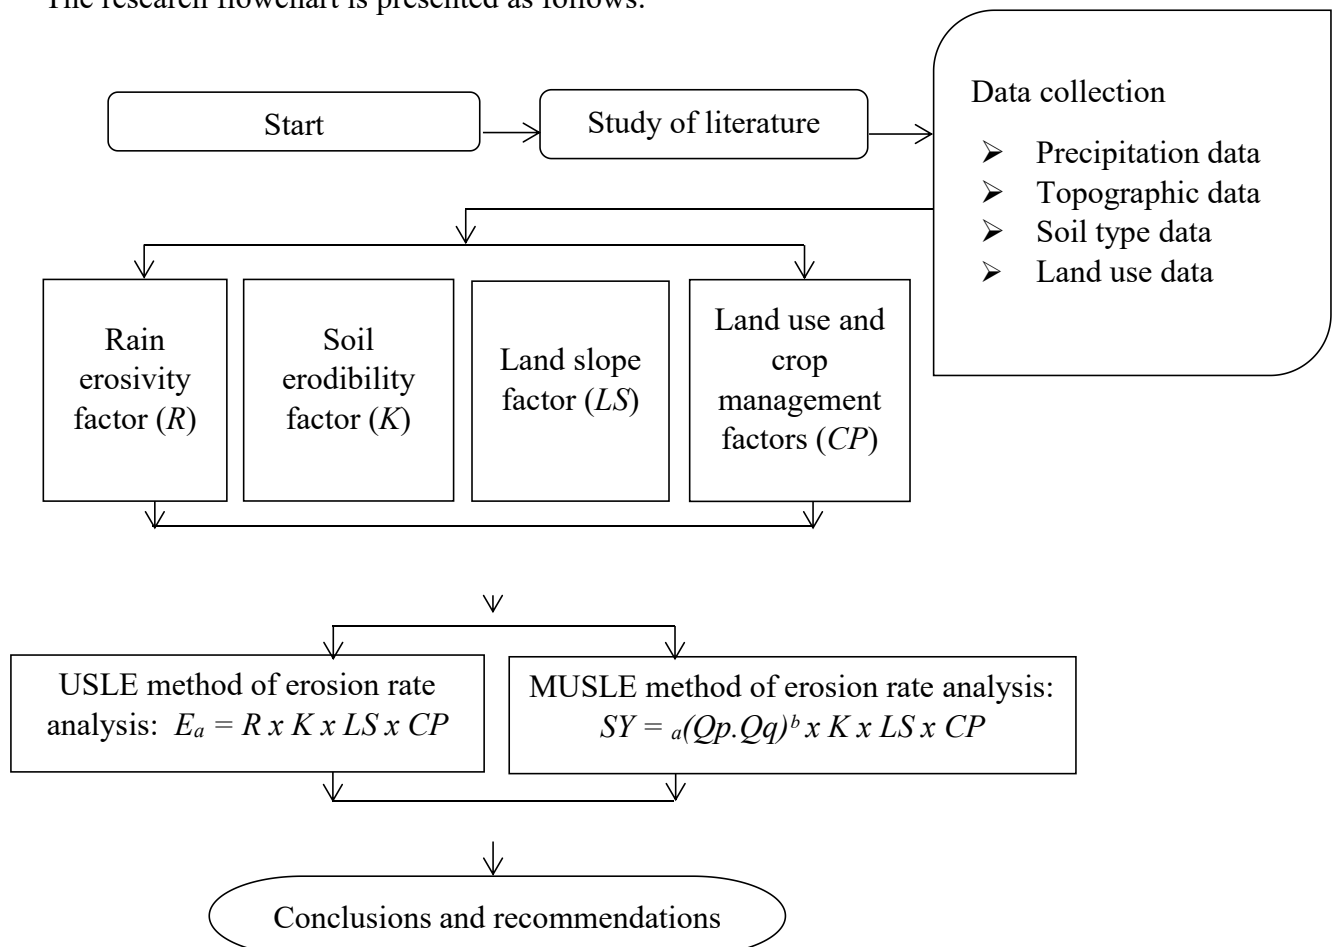 The research flowchart is presented as follows:
Start
Study of literature
Data collection
➢ Precipitation data
➢ Topographic data
➢ Soil type data
➢ Land use data
Rain
erosivity
factor (R)
Soil
erodibility
factor (K)
Land slope
factor (LS)
Land use and
crop
management
factors (CP)
USLE method of erosion rate
analysis: Eₐ = R x K x LS x CP
MUSLE method of erosion rate analysis:
SY = ₐ(Qp.Qq)ᵇ x K x LS x CP
Conclusions and recommendations